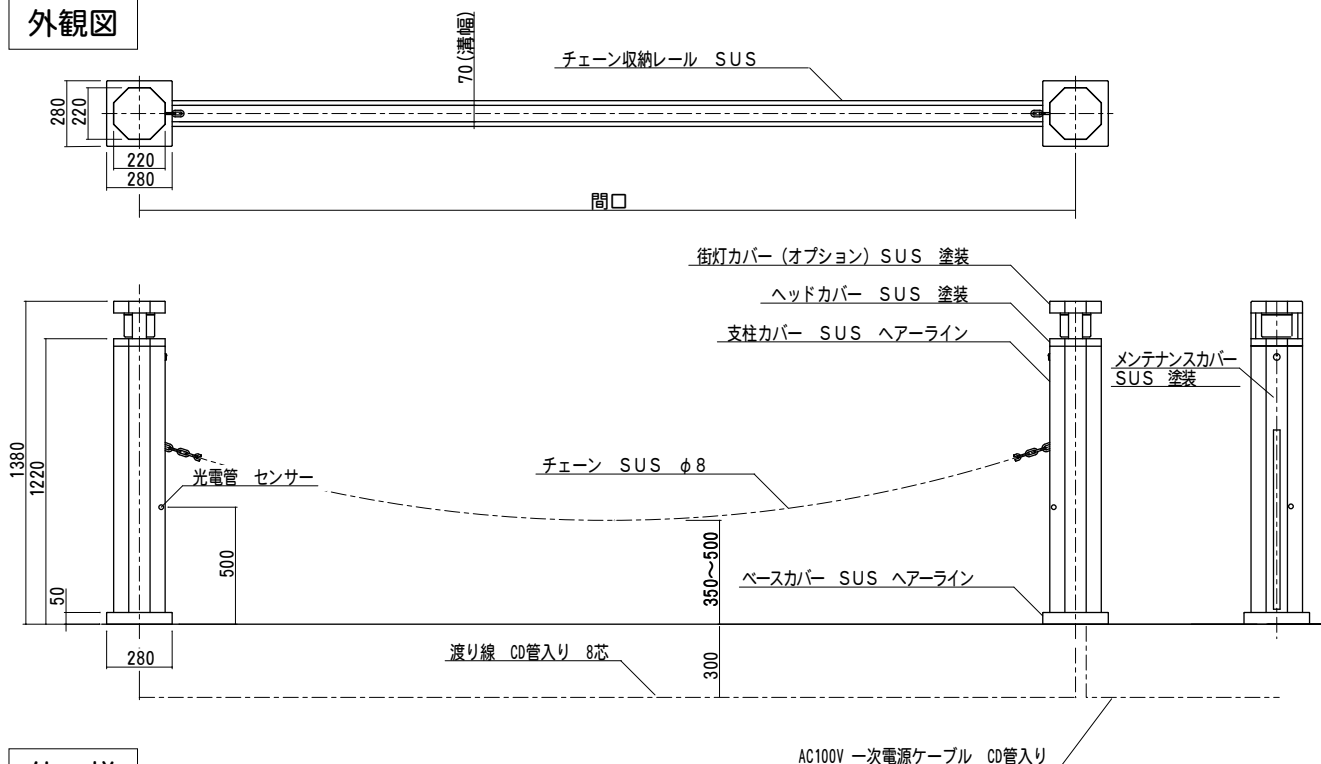 外観図
70(溝幅)
チェーン収納レール SUS
280
220
220
280
間口
街灯カバー（オプション）SUS 塗装
ヘッドカバー SUS 塗装
支柱カバー SUS ヘアーライン
メンテナンスカバー
SUS 塗装
1380
1220
チェーン SUS φ8
光電管 センサー
500
350～500
50
ベースカバー SUS ヘアーライン
280
渡り線 CD管入り 8芯
300
AC100V 一次電源ケーブル CD管入り